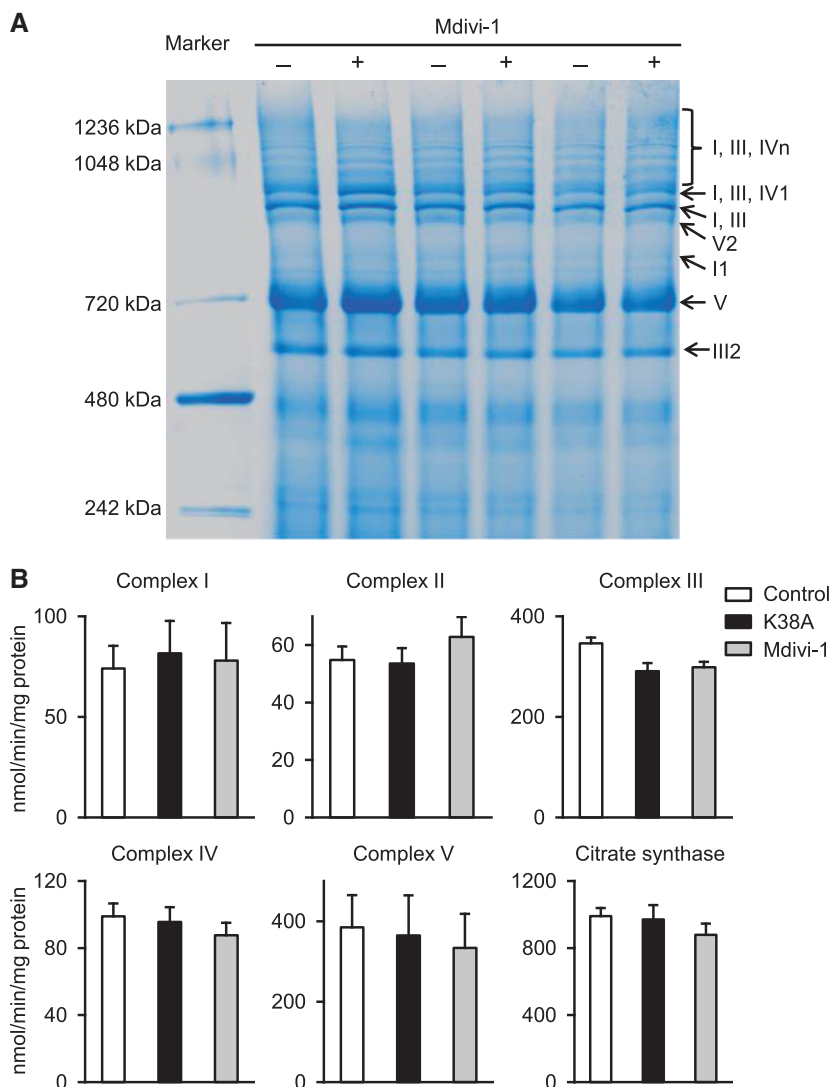 A
Marker
Mdivi-1
– + – + – +
1236 kDa
1048 kDa
720 kDa
480 kDa
242 kDa
I, III, IVn
I, III, IV1
I, III
V2
I1
V
III2
B
Complex I
Complex II
Complex III
Control
K38A
Mdivi-1
nmol/min/mg protein
100
50
0
60
40
20
0
400
200
0
Complex IV
Complex V
Citrate synthase
nmol/min/mg protein
120
80
40
0
400
200
0
1200
800
400
0